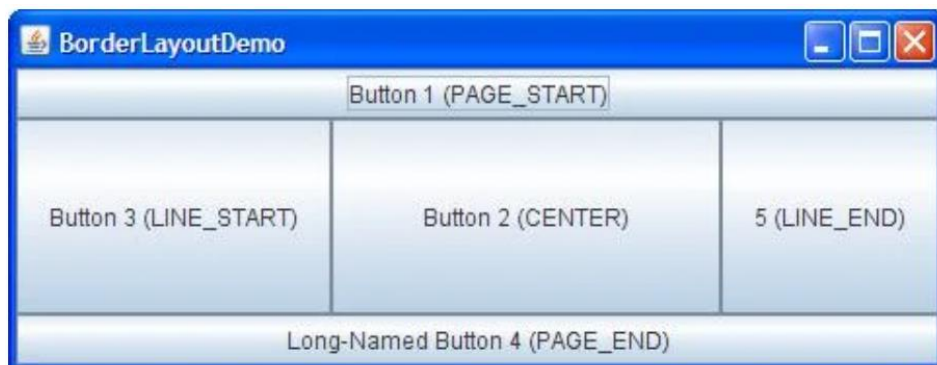 BorderLayoutDemo
Button 1 (PAGE_START)
Button 3 (LINE_START)
Button 2 (CENTER)
5 (LINE_END)
Long-Named Button 4 (PAGE_END)